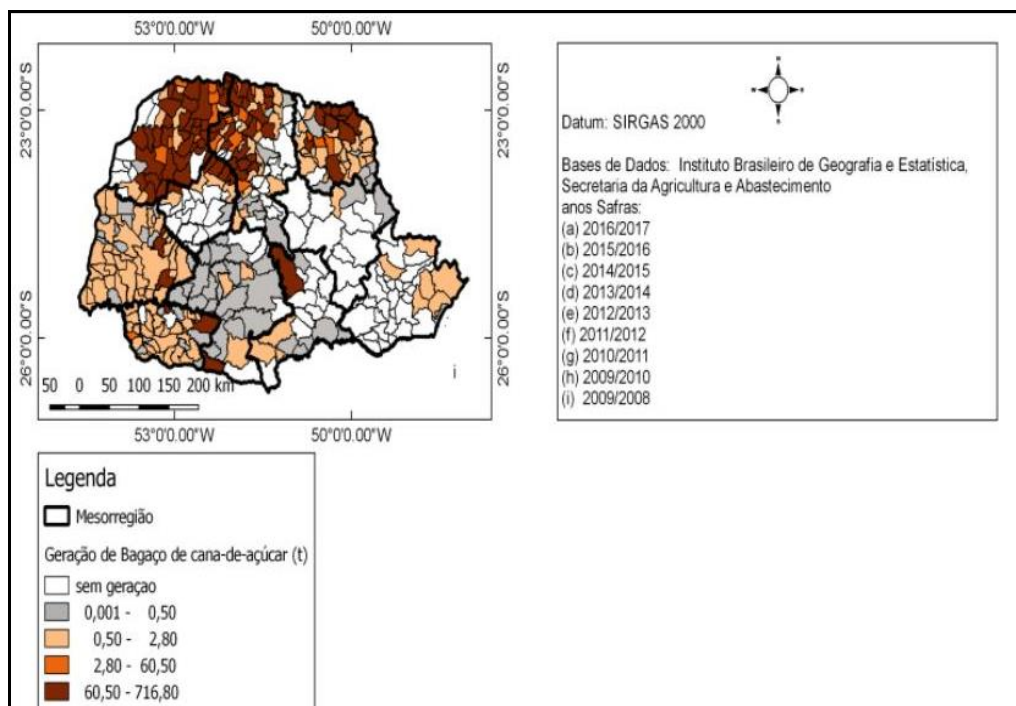 53°0'0.00"W 50°0'0.00"W
23°0'0.00"S
26°0'0.00"S
23°0'0.00"S
26°0'0.00"S
i
50 0 50 100 150 200 km
53°0'0.00"W 50°0'0.00"W
N
W E
S
Datum: SIRGAS 2000
Bases de Dados: Instituto Brasileiro de Geografia e Estatística,
Secretaria da Agricultura e Abastecimento
anos Safras:
(a) 2016/2017
(b) 2015/2016
(c) 2014/2015
(d) 2013/2014
(e) 2012/2013
(f) 2011/2012
(g) 2010/2011
(h) 2009/2010
(i) 2009/2008
Legenda
Mesorregião
Geração de Bagaço de cana-de-açúcar (t)
sem geraçao
0,001 - 0,50
0,50 - 2,80
2,80 - 60,50
60,50 - 716,80